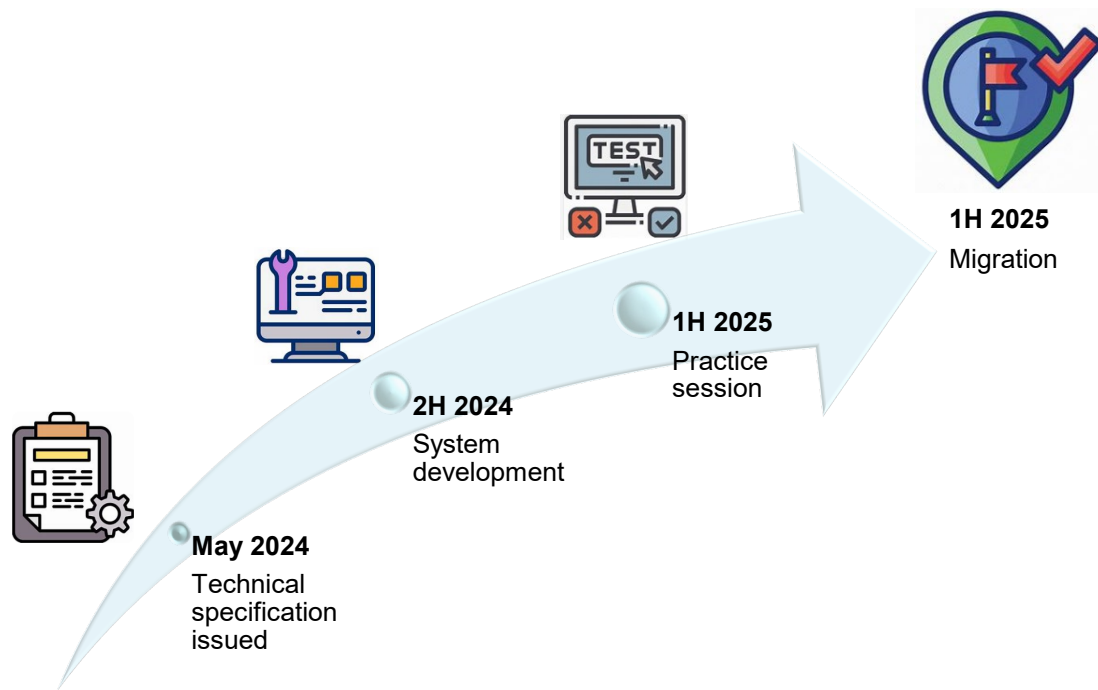 May 2024
Technical
specification
issued
2H 2024
System
development
TEST
1H 2025
Practice
session
1H 2025
Migration